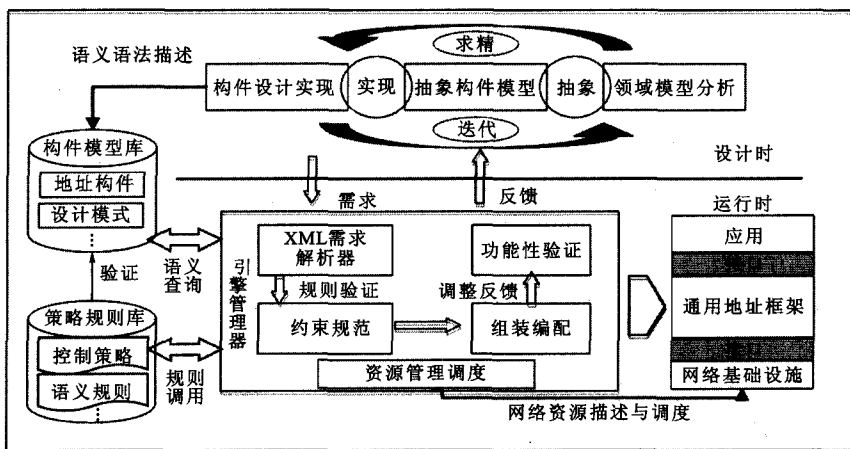 求精
语义语法描述
构件设计实现
实现
抽象构件模型
抽象
领域模型分析
迭代
构件模型库
地址构件
设计模式
设计时
需求
反馈
运行时
语义
查询
验证
引擎管理器
XML需求
解析器
功能性验证
规则验证
调整反馈
约束规范
组装编配
资源管理调度
应用
通用地址框架
网络基础设施
策略规则库
控制策略
语义规则
规则
调用
网络资源描述与调度